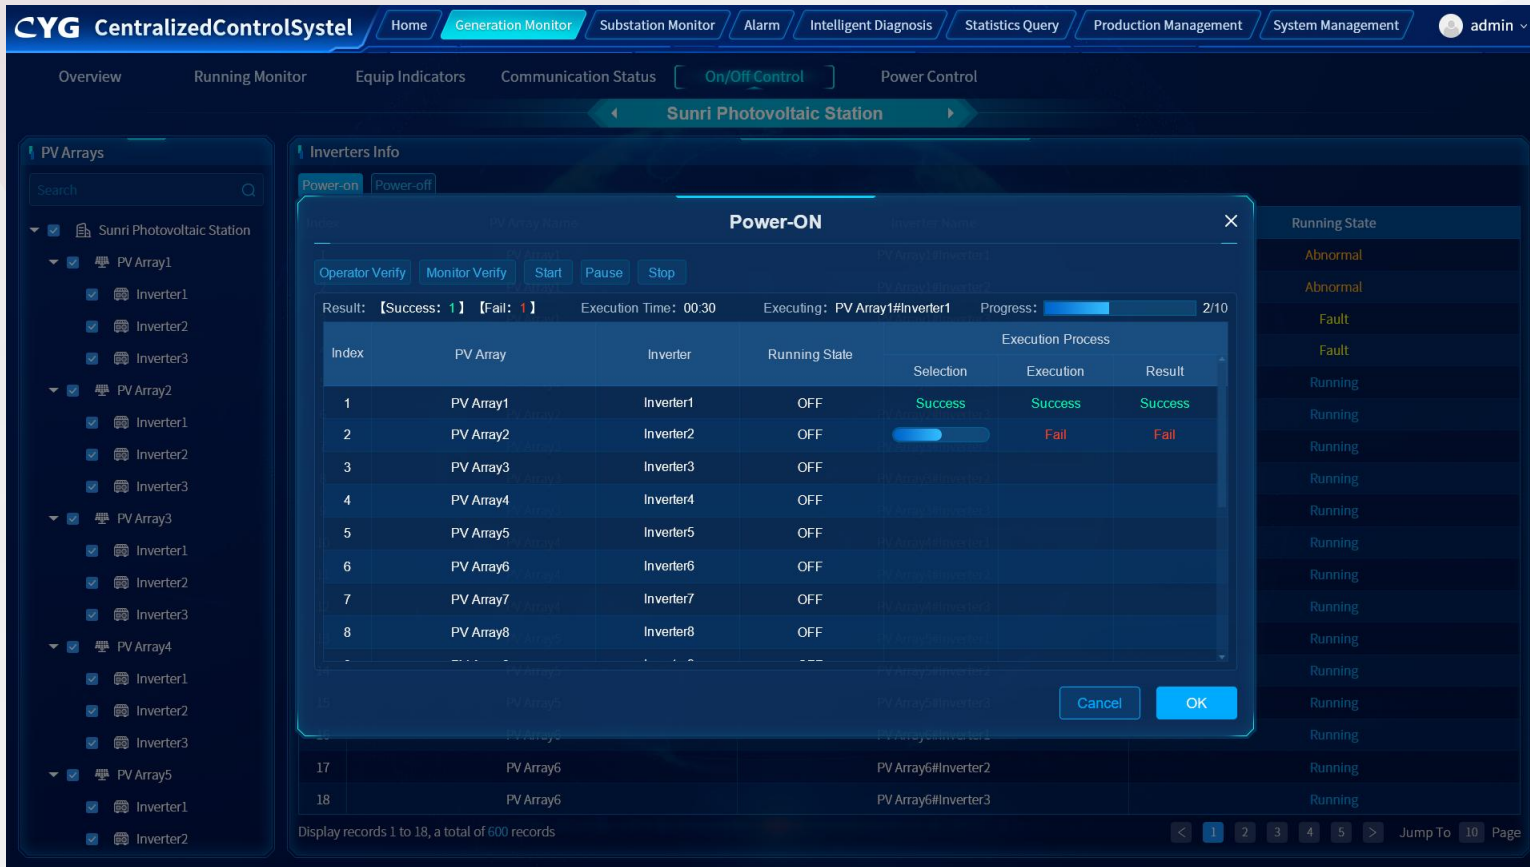 CYG CentralizedControlSystel Home Generation Monitor Substation Monitor Alarm Intelligent Diagnosis Statistics Query Production Management System Management admin
Overview Running Monitor Equip Indicators Communication Status On/Off Control Power Control
Sunri Photovoltaic Station
PV Arrays
Search
Sunri Photovoltaic Station
PV Array1
Inverter1
Inverter2
Inverter3
PV Array2
Inverter1
Inverter2
Inverter3
PV Array3
Inverter1
Inverter2
Inverter3
PV Array4
Inverter1
Inverter2
Inverter3
PV Array5
Inverter1
Inverter2
Inverters Info
Power-on Power-off
Power-ON
Operator Verify Monitor Verify Start Pause Stop
Result: 【Success: 1】 【Fail: 1】 Execution Time: 00:30 Executing: PV Array1#Inverter1 Progress: 2/10
Index PV Array Inverter Running State Execution Process
Selection Execution Result
1 PV Array1 Inverter1 OFF Success Success Success
2 PV Array2 Inverter2 OFF Fail Fail
3 PV Array3 Inverter3 OFF
4 PV Array4 Inverter4 OFF
5 PV Array5 Inverter5 OFF
6 PV Array6 Inverter6 OFF
7 PV Array7 Inverter7 OFF
8 PV Array8 Inverter8 OFF
Cancel OK
Running State
Abnormal
Abnormal
Fault
Fault
Running
Running
Running
Running
Running
Running
Running
Running
Running
Running
Running
Running
17 PV Array6 PV Array6#Inverter2 Running
18 PV Array6 PV Array6#Inverter3 Running
Display records 1 to 18, a total of 600 records < 1 2 3 4 5 > Jump To 10 Page